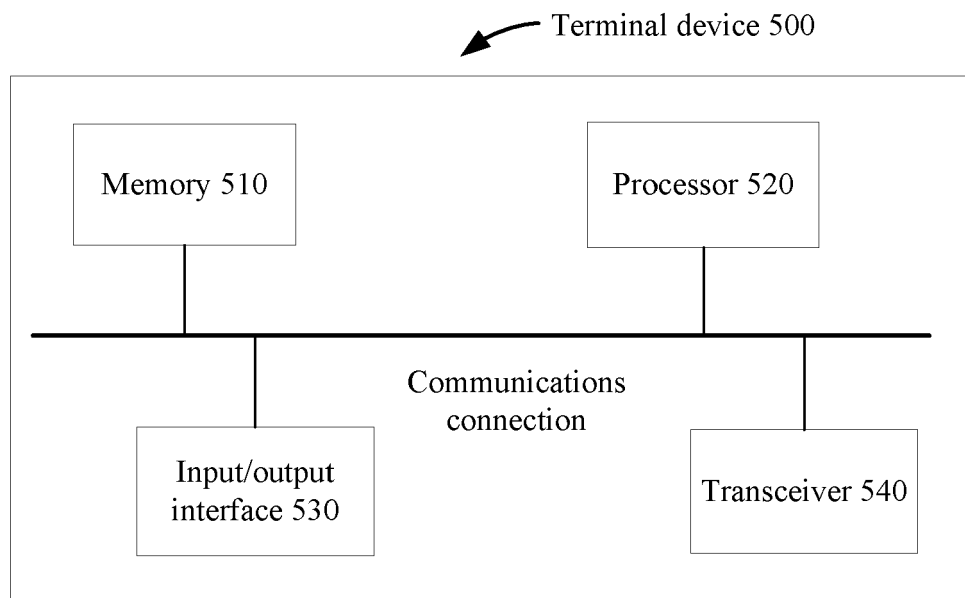 Terminal device 500
Memory 510
Processor 520
Communications
connection
Input/output
interface 530
Transceiver 540